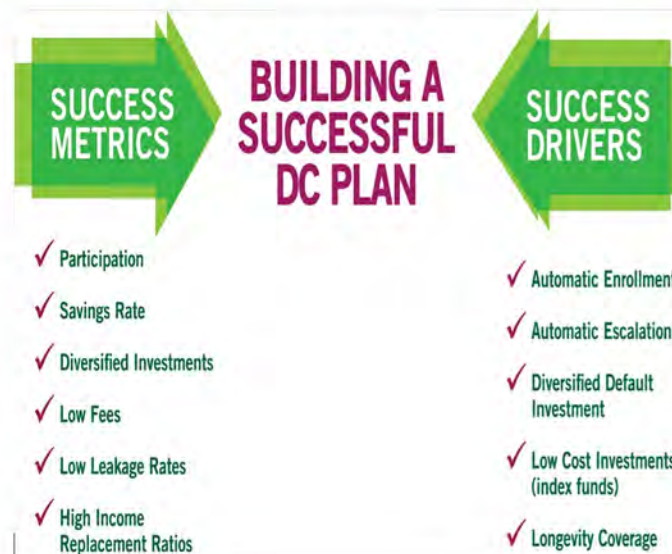 SUCCESS
METRICS
BUILDING A
SUCCESSFUL
DC PLAN
SUCCESS
DRIVERS
Participation
Savings Rate
Diversified Investments
Low Fees
Low Leakage Rates
High Income
Replacement Ratios
Automatic Enrollment
Automatic Escalation
Diversified Default
Investment
Low Cost Investments
(index funds)
Longevity Coverage